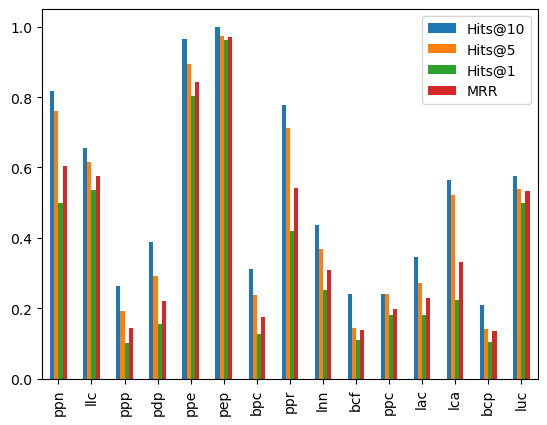 1.0
0.8
0.6
0.4
0.2
0.0
Hits@10
Hits@5
Hits@1
MRR
ppn
llc
ppp
pdp
ppe
pep
bpc
ppr
lnn
bcf
ppc
lac
lca
bcp
luc